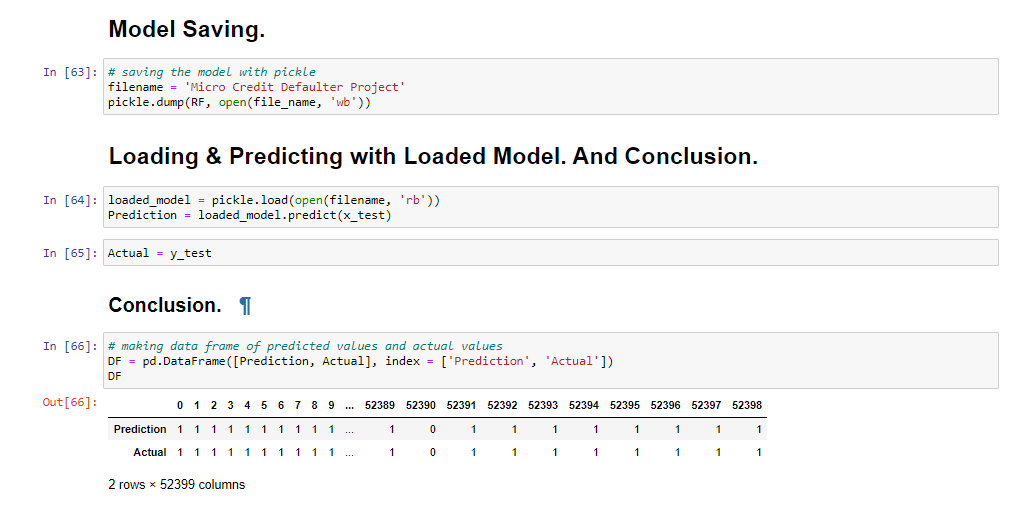 Model Saving.
In [63]: # saving the model with pickle
filename = 'Micro Credit Defaulter Project'
pickle.dump(RF, open(file_name, 'wb'))
Loading & Predicting with Loaded Model. And Conclusion.
In [64]: loaded_model = pickle.load(open(filename, 'rb'))
Prediction = loaded_model.predict(x_test)
In [65]: Actual = y_test
Conclusion. ¶
In [66]: # making data frame of predicted values and actual values
DF = pd.DataFrame([Prediction, Actual], index = ['Prediction', 'Actual'])
DF
Out[66]: 0 1 2 3 4 5 6 7 8 9 ... 52389 52390 52391 52392 52393 52394 52395 52396 52397 52398
Prediction 1 1 1 1 1 1 1 1 1 1 ... 1 0 1 1 1 1 1 1 1 1
Actual 1 1 1 1 1 1 1 1 1 1 ... 1 0 1 1 1 1 1 1 1 1
2 rows × 52399 columns